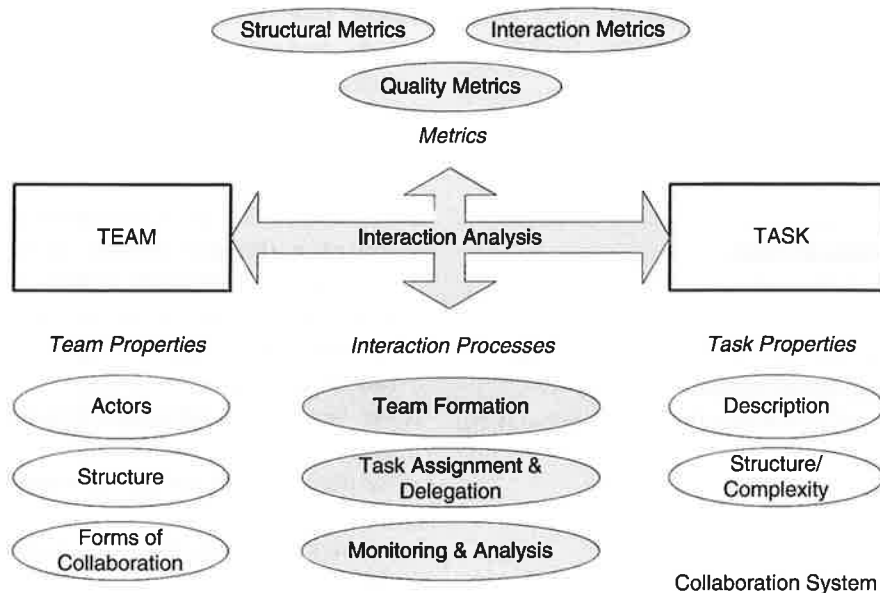 Structural Metrics
Interaction Metrics
Quality Metrics
Metrics
TEAM
Interaction Analysis
TASK
Team Properties
Interaction Processes
Task Properties
Actors
Team Formation
Description
Structure
Task Assignment &
Delegation
Structure/
Complexity
Forms of
Collaboration
Monitoring & Analysis
Collaboration System